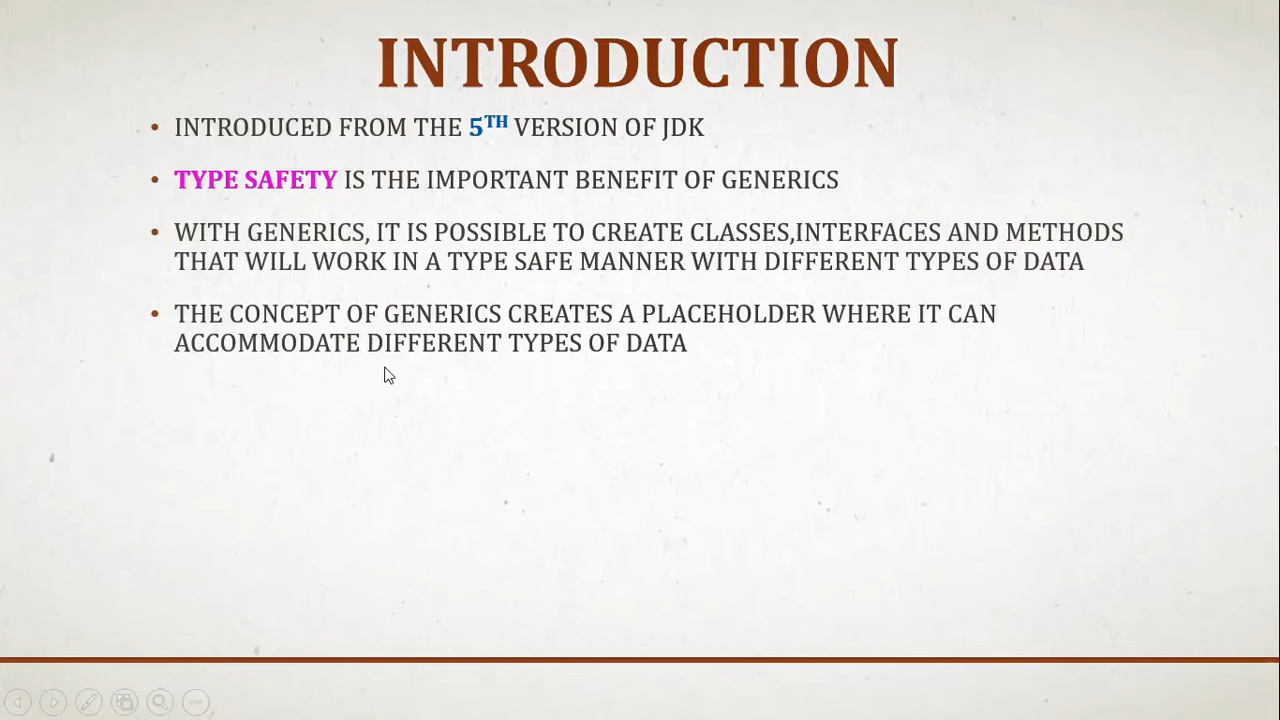 INTRODUCTION
• INTRODUCED FROM THE 5TH VERSION OF JDK
• TYPE SAFETY IS THE IMPORTANT BENEFIT OF GENERICS
• WITH GENERICS, IT IS POSSIBLE TO CREATE CLASSES,INTERFACES AND METHODS
THAT WILL WORK IN A TYPE SAFE MANNER WITH DIFFERENT TYPES OF DATA
• THE CONCEPT OF GENERICS CREATES A PLACEHOLDER WHERE IT CAN
ACCOMMODATE DIFFERENT TYPES OF DATA